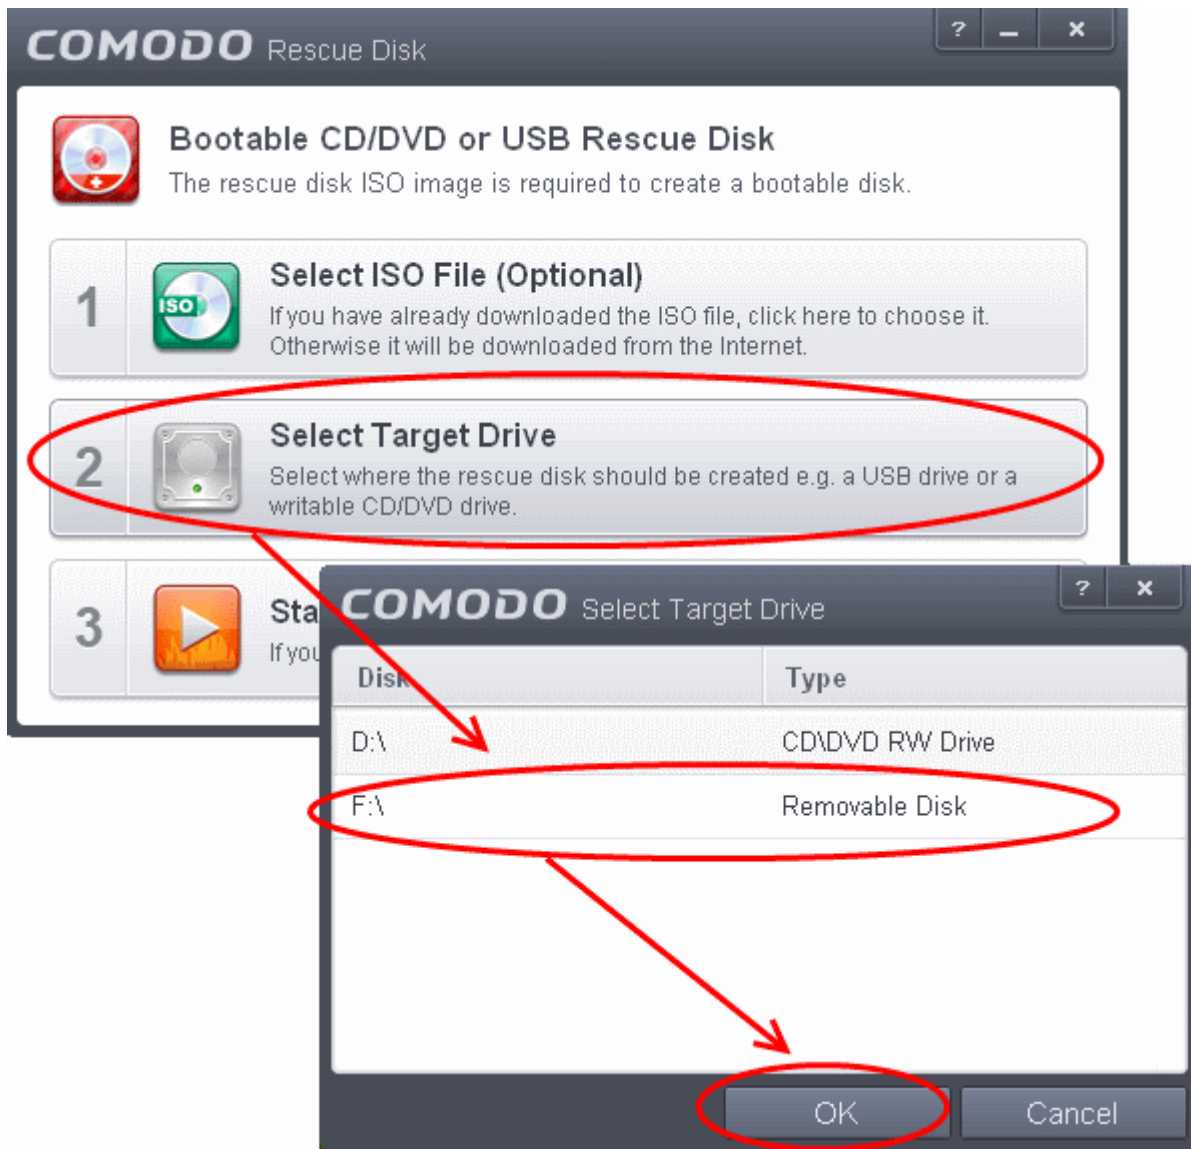 COMODO Rescue Disk
? – ×
Bootable CD/DVD or USB Rescue Disk
The rescue disk ISO image is required to create a bootable disk.
1
ISO
Select ISO File (Optional)
If you have already downloaded the ISO file, click here to choose it.
Otherwise it will be downloaded from the Internet.
2
Select Target Drive
Select where the rescue disk should be created e.g. a USB drive or a
writable CD/DVD drive.
3
Sta
If you
COMODO Select Target Drive
? ×
Disk Type
D:\ CD\DVD RW Drive
F:\ Removable Disk
OK Cancel